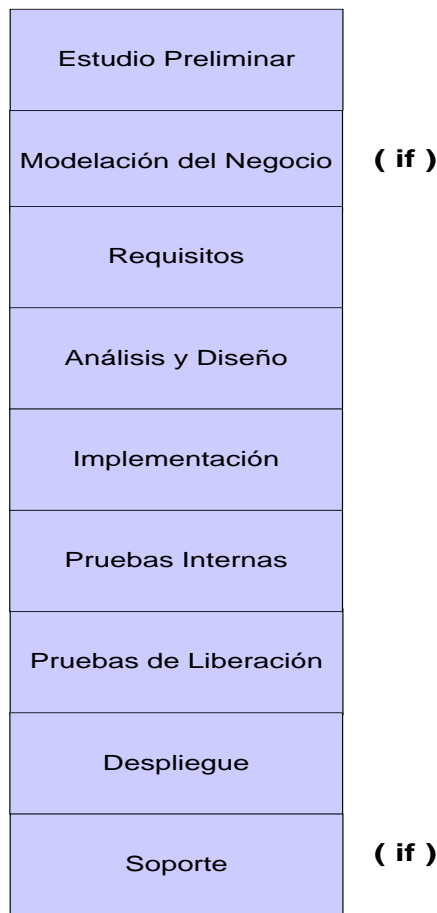 Estudio Preliminar
Modelación del Negocio ( if )
Requisitos
Análisis y Diseño
Implementación
Pruebas Internas
Pruebas de Liberación
Despliegue
Soporte ( if )